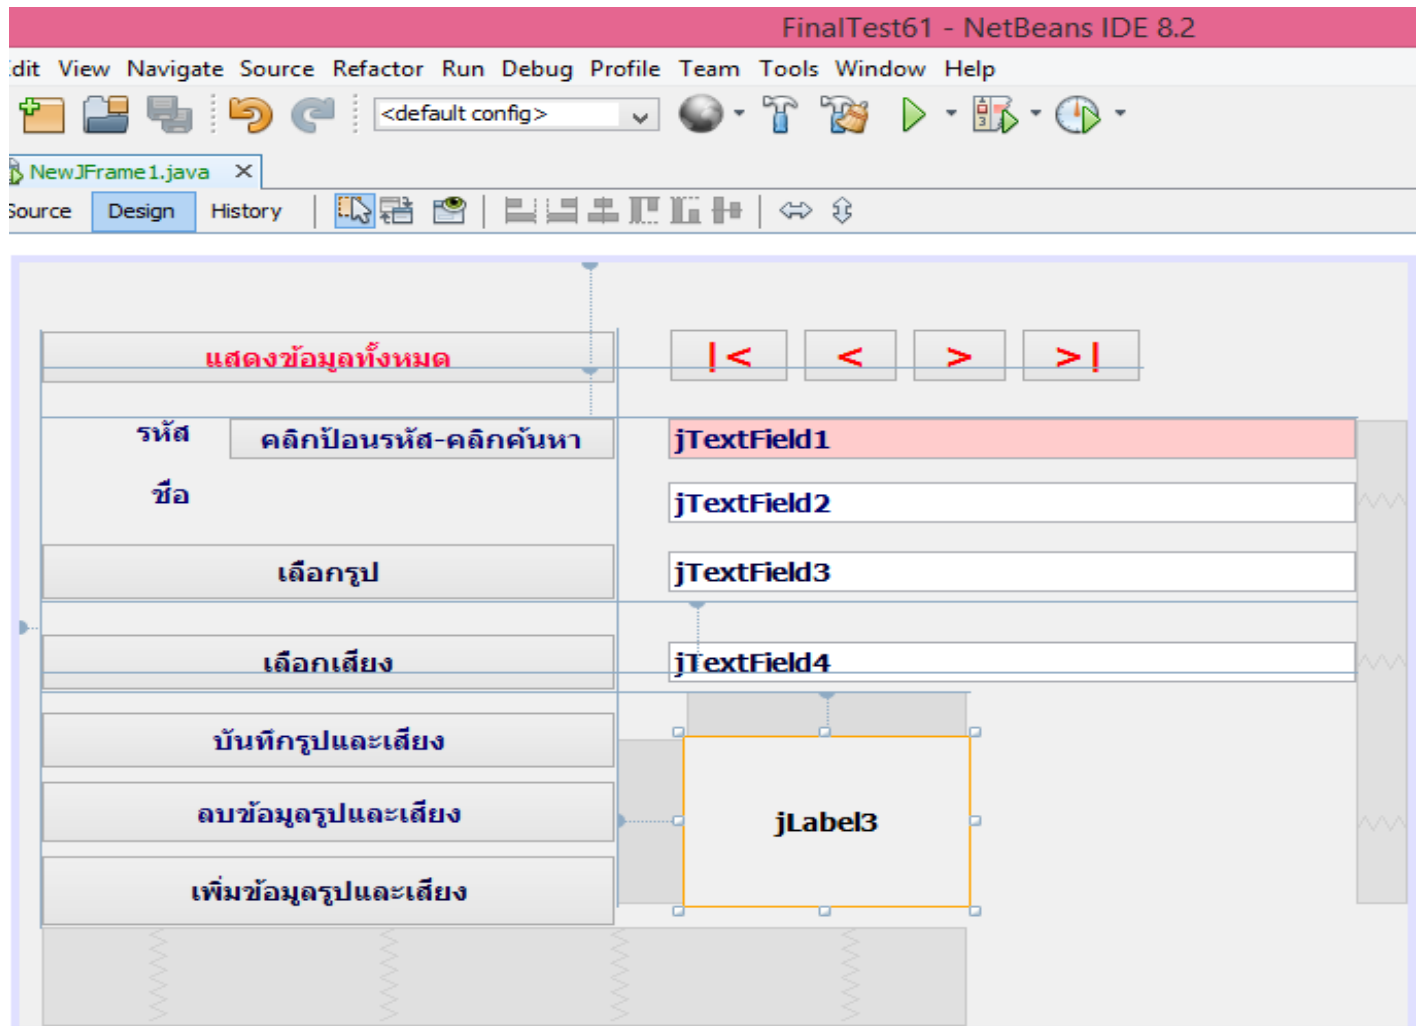 FinalTest61 - NetBeans IDE 8.2
dit View Navigate Source Refactor Run Debug Profile Team Tools Window Help
<default config>
NewJFrame1.java
Source Design History
แสดงข้อมูลทั้งหมด |< < > >|
รหัส คลิกป้อนรหัส-คลิกค้นหา jTextField1
ชื่อ jTextField2
เลือกรูป jTextField3
เลือกเสียง jTextField4
บันทึกรูปและเสียง
ลบข้อมูลรูปและเสียง jLabel3
เพิ่มข้อมูลรูปและเสียง